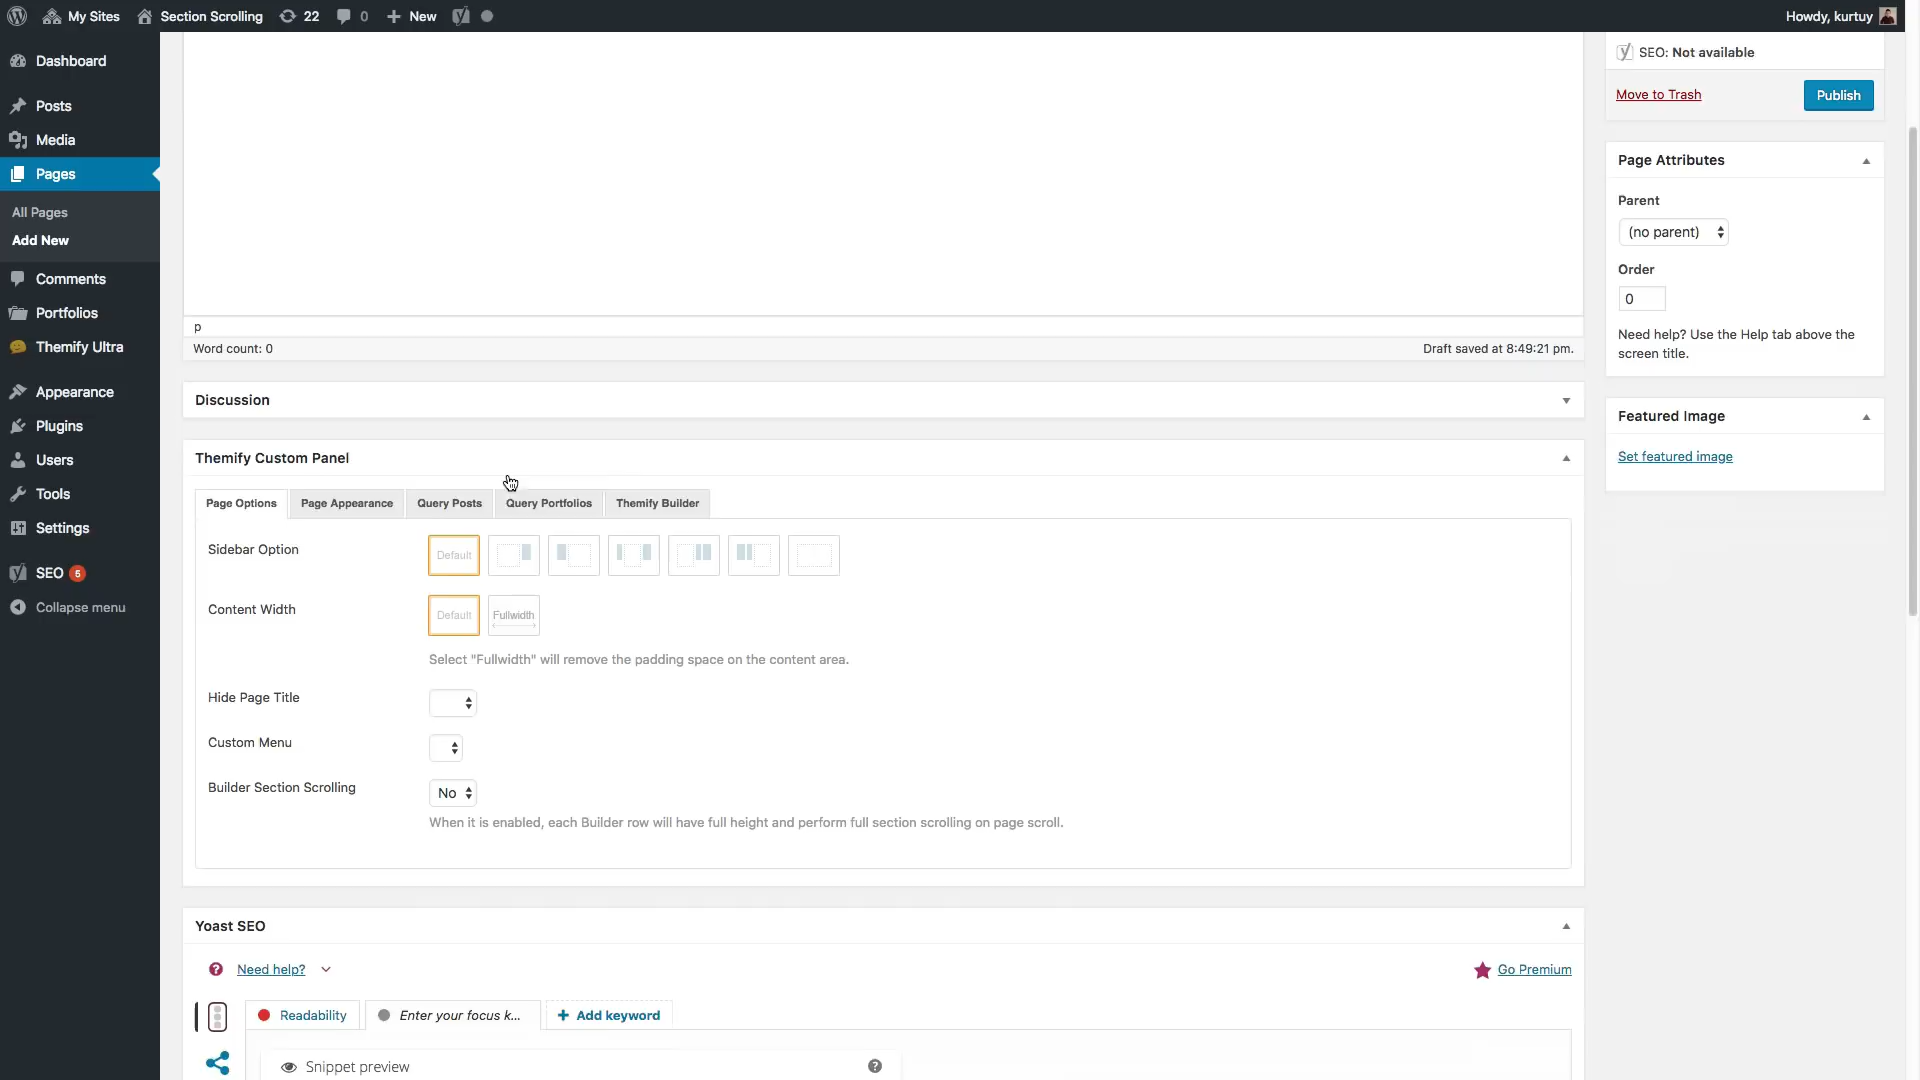 My Sites
Section Scrolling
22
0
New
Howdy, kurtuy
Dashboard
Posts
Media
Pages
All Pages
Add New
Comments
Portfolios
Themify Ultra
Appearance
Plugins
Users
Tools
Settings
SEO 5
Collapse menu
p
Word count: 0
Draft saved at 8:49:21 pm.
Discussion
Themify Custom Panel
Page Options
Page Appearance
Query Posts
Query Portfolios
Themify Builder
Sidebar Option
Default
Content Width
Default
Fullwidth
Select "Fullwidth" will remove the padding space on the content area.
Hide Page Title
Custom Menu
Builder Section Scrolling
No
When it is enabled, each Builder row will have full height and perform full section scrolling on page scroll.
Yoast SEO
Need help?
Go Premium
Readability
Enter your focus k...
Add keyword
Snippet preview
SEO: Not available
Move to Trash
Publish
Page Attributes
Parent
(no parent)
Order
0
Need help? Use the Help tab above the
screen title.
Featured Image
Set featured image